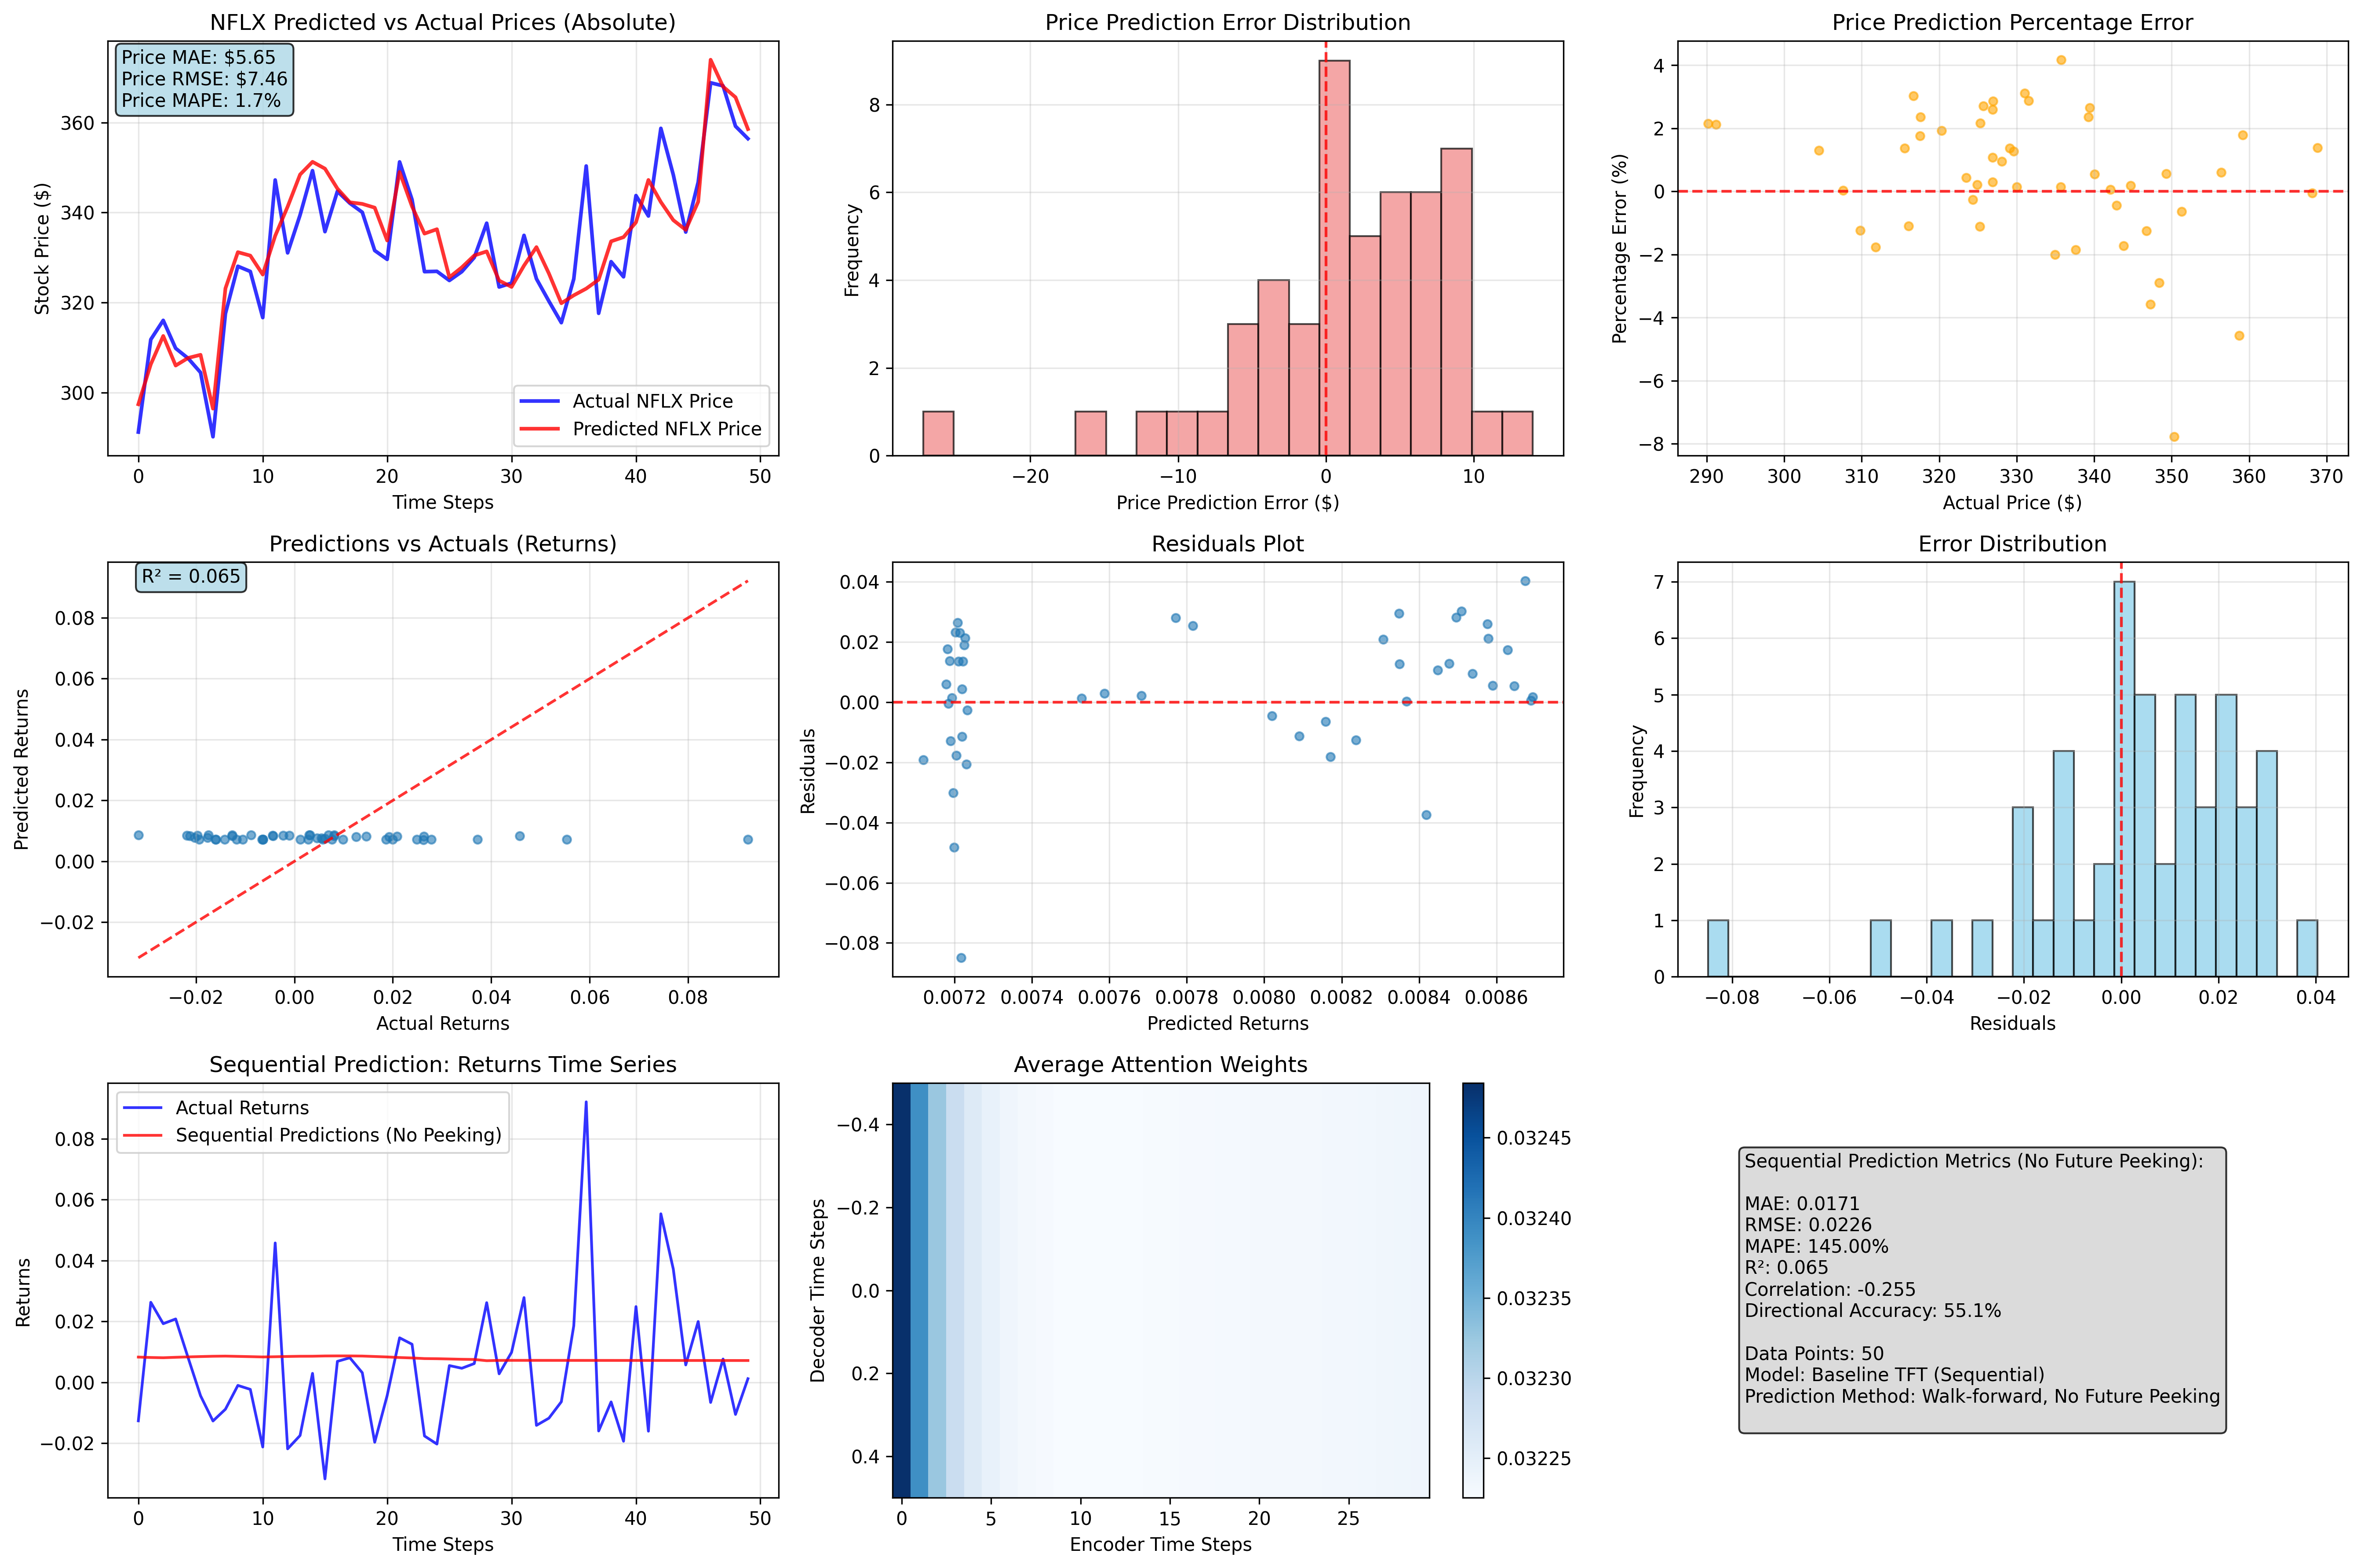 NFLX Predicted vs Actual Prices (Absolute)
Price MAE: $5.65
Price RMSE: $7.46
Price MAPE: 1.7%
Stock Price ($)
360
340
320
300
Actual NFLX Price
Predicted NFLX Price
0 10 20 30 40 50
Time Steps
Price Prediction Error Distribution
Frequency
8
6
4
2
0
−20 −10 0 10
Price Prediction Error ($)
Price Prediction Percentage Error
Percentage Error (%)
4
2
0
−2
−4
−6
−8
290 300 310 320 330 340 350 360 370
Actual Price ($)
Predictions vs Actuals (Returns)
R² = 0.065
Predicted Returns
0.08
0.06
0.04
0.02
0.00
−0.02
−0.02 0.00 0.02 0.04 0.06 0.08
Actual Returns
Residuals Plot
Residuals
0.04
0.02
0.00
−0.02
−0.04
−0.06
−0.08
0.0072 0.0074 0.0076 0.0078 0.0080 0.0082 0.0084 0.0086
Predicted Returns
Error Distribution
Frequency
7
6
5
4
3
2
1
0
−0.08 −0.06 −0.04 −0.02 0.00 0.02 0.04
Residuals
Sequential Prediction: Returns Time Series
Actual Returns
Sequential Predictions (No Peeking)
Returns
0.08
0.06
0.04
0.02
0.00
−0.02
0 10 20 30 40 50
Time Steps
Average Attention Weights
Decoder Time Steps
−0.4
−0.2
0.0
0.2
0.4
0 5 10 15 20 25
Encoder Time Steps
0.03245
0.03240
0.03235
0.03230
0.03225
Sequential Prediction Metrics (No Future Peeking):
MAE: 0.0171
RMSE: 0.0226
MAPE: 145.00%
R²: 0.065
Correlation: -0.255
Directional Accuracy: 55.1%
Data Points: 50
Model: Baseline TFT (Sequential)
Prediction Method: Walk-forward, No Future Peeking